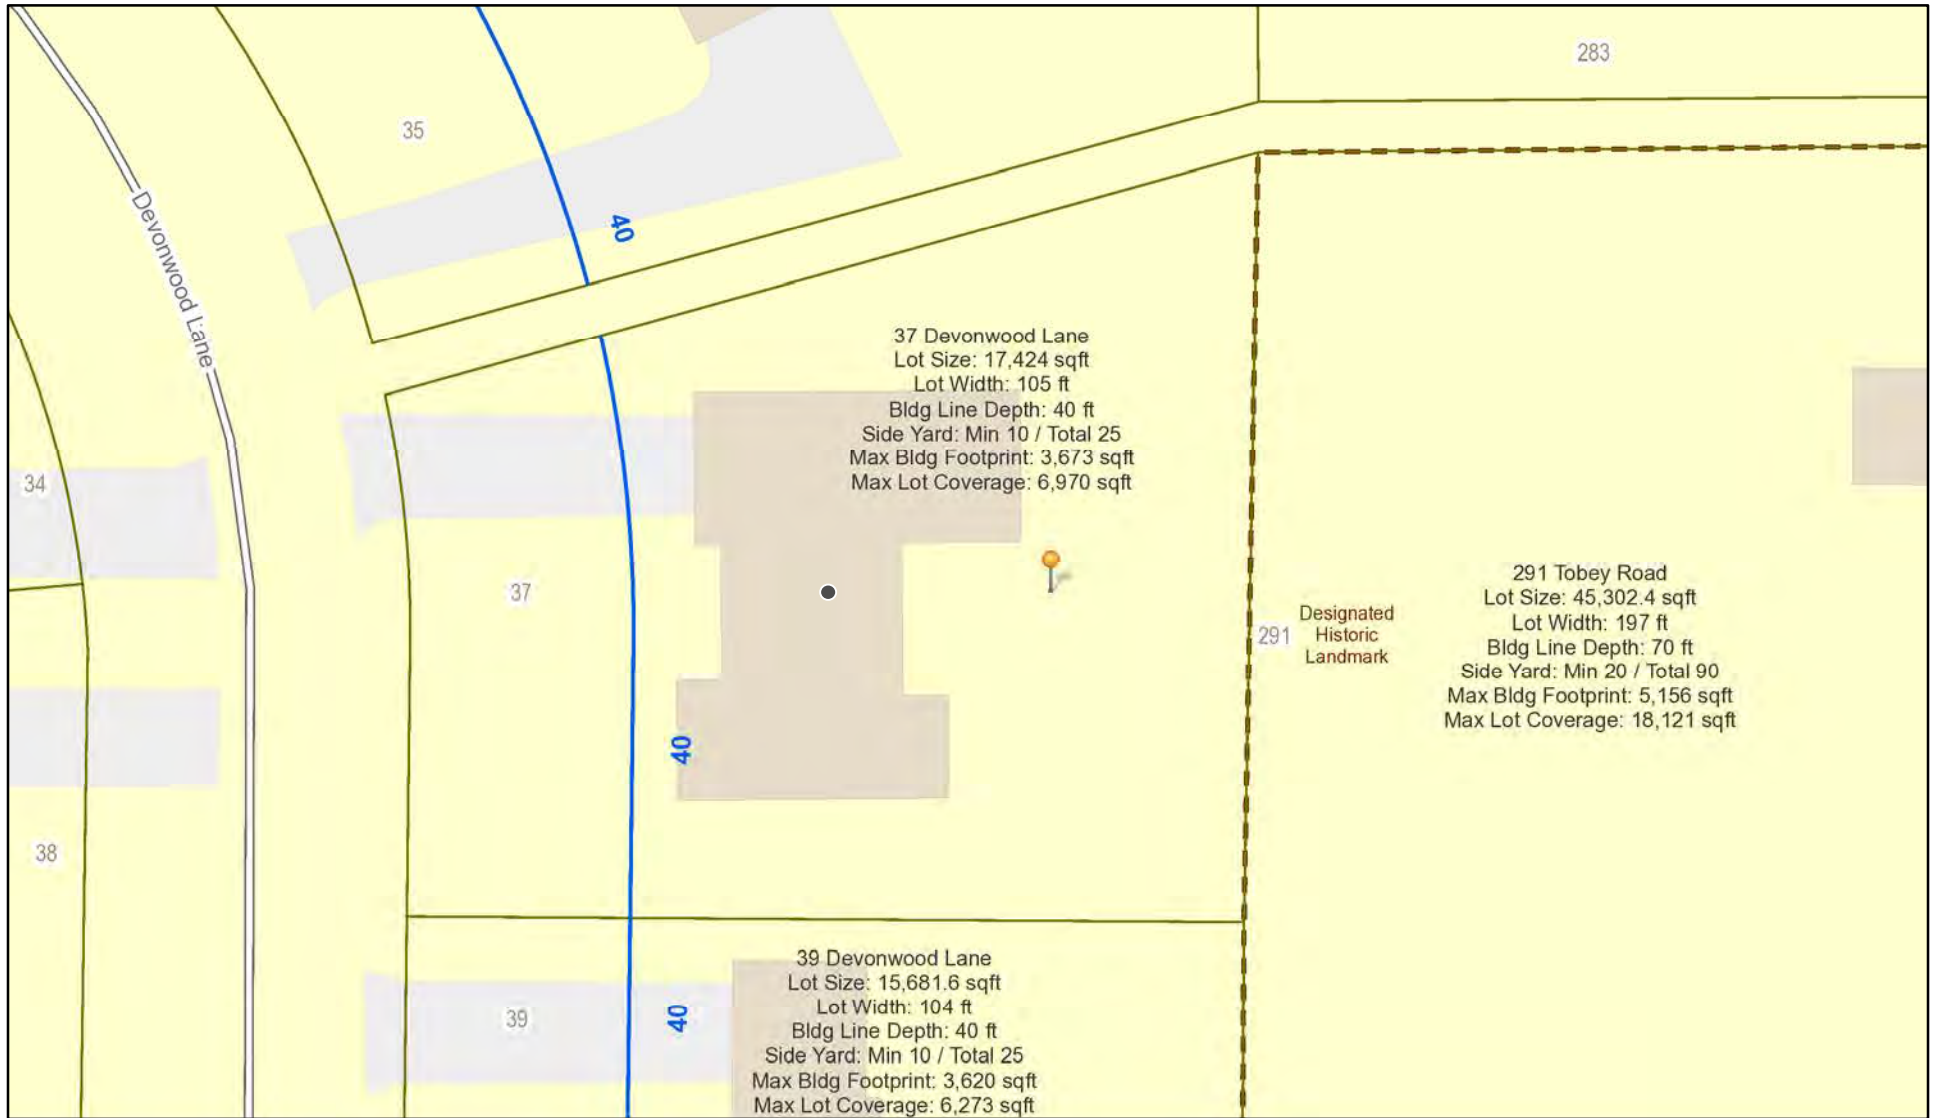 283
35
40
Devonwood Lane
37 Devonwood Lane
Lot Size: 17,424 sqft
Lot Width: 105 ft
Bldg Line Depth: 40 ft
Side Yard: Min 10 / Total 25
Max Bldg Footprint: 3,673 sqft
Max Lot Coverage: 6,970 sqft
34
37
291
Designated
Historic
Landmark
291 Tobey Road
Lot Size: 45,302.4 sqft
Lot Width: 197 ft
Bldg Line Depth: 70 ft
Side Yard: Min 20 / Total 90
Max Bldg Footprint: 5,156 sqft
Max Lot Coverage: 18,121 sqft
40
38
39 Devonwood Lane
Lot Size: 15,681.6 sqft
Lot Width: 104 ft
Bldg Line Depth: 40 ft
Side Yard: Min 10 / Total 25
Max Bldg Footprint: 3,620 sqft
Max Lot Coverage: 6,273 sqft
39
40